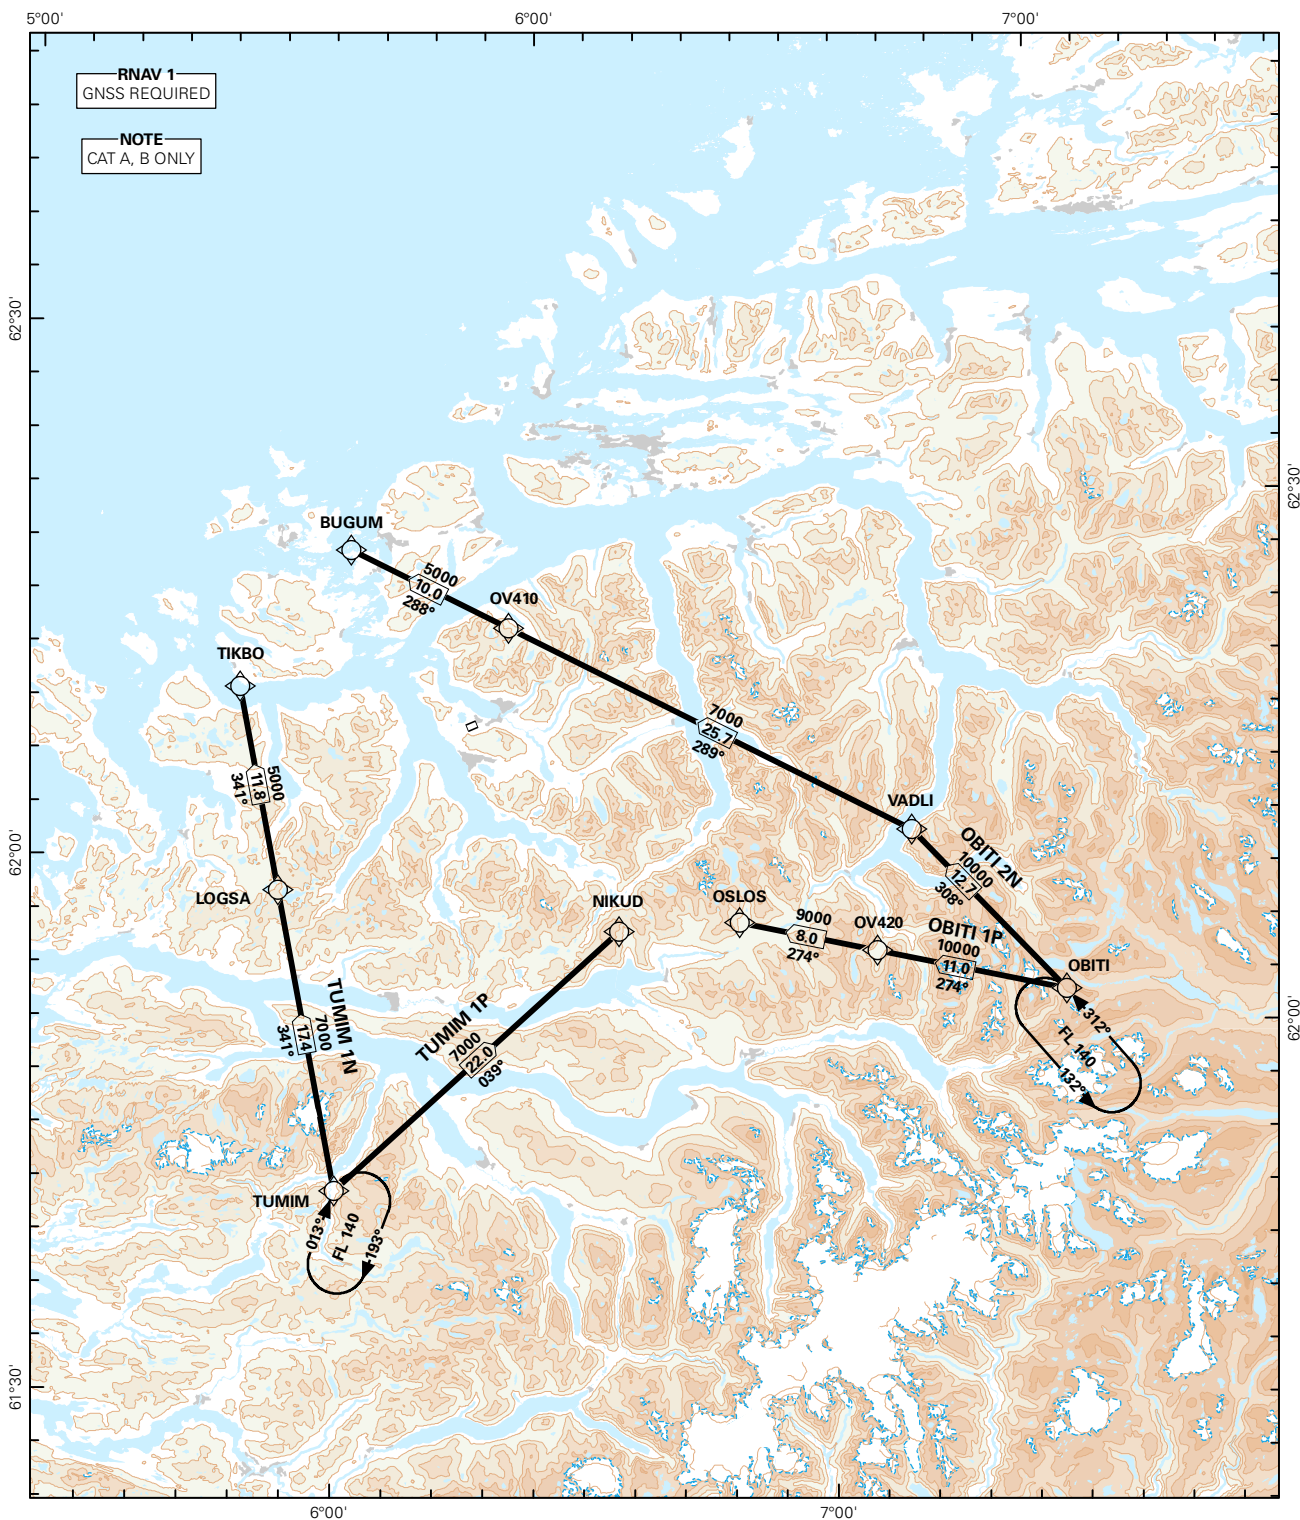 5°00'
6°00'
7°00'
RNAV 1
GNSS REQUIRED
NOTE
CAT A, B ONLY
62°30'
62°30'
BUGUM
5000
10.0
288°
OV410
TIKBO
7000
25.7
289°
5000
11.8
341°
VADLI
OBITI 2N
10000
12.7
308°
62°00'
LOGSA
NIKUD
OSLOS
9000
8.0
274°
OV420
OBITI 1P
10000
11.0
274°
OBITI
312°
FL 140
132°
62°00'
TUMIM 1N
7000
17.4
341°
TUMIM 1P
7000
22.0
039°
TUMIM
013°
FL 140
193°
61°30'
6°00'
7°00'